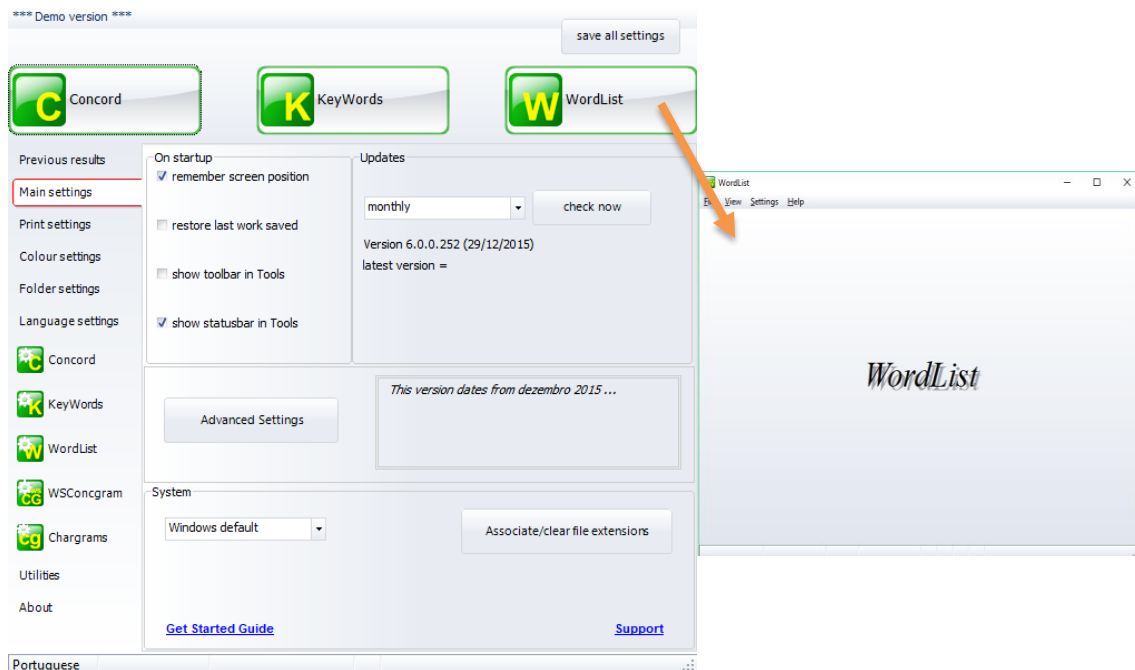 *** Demo version ***
save all settings
C Concord
K KeyWords
W WordList
Previous results
Main settings
Print settings
Colour settings
Folder settings
Language settings
C Concord
K KeyWords
W WordList
CG WSConcgram
cg Chargrams
Utilities
About
On startup
remember screen position
restore last work saved
show toolbar in Tools
show statusbar in Tools
Updates
monthly
check now
Version 6.0.0.252 (29/12/2015)
latest version =
Advanced Settings
This version dates from dezembro 2015 ...
System
Windows default
Associate/clear file extensions
Get Started Guide
Support
Portuguese
WordList
View Settings Help
WordList